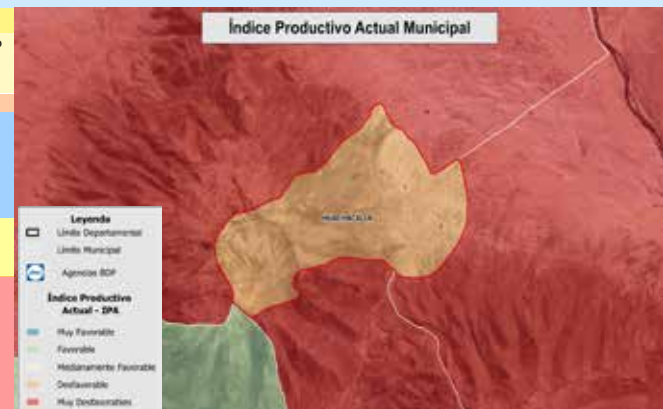 Índice Productivo Actual Municipal
HUACHACALLA
Leyenda
Límite Departamental
Límite Municipal
Agencias BDP
Índice Productivo
Actual - IPA
Muy Favorable
Favorable
Medianamente Favorable
Desfavorable
Muy Desfavorables